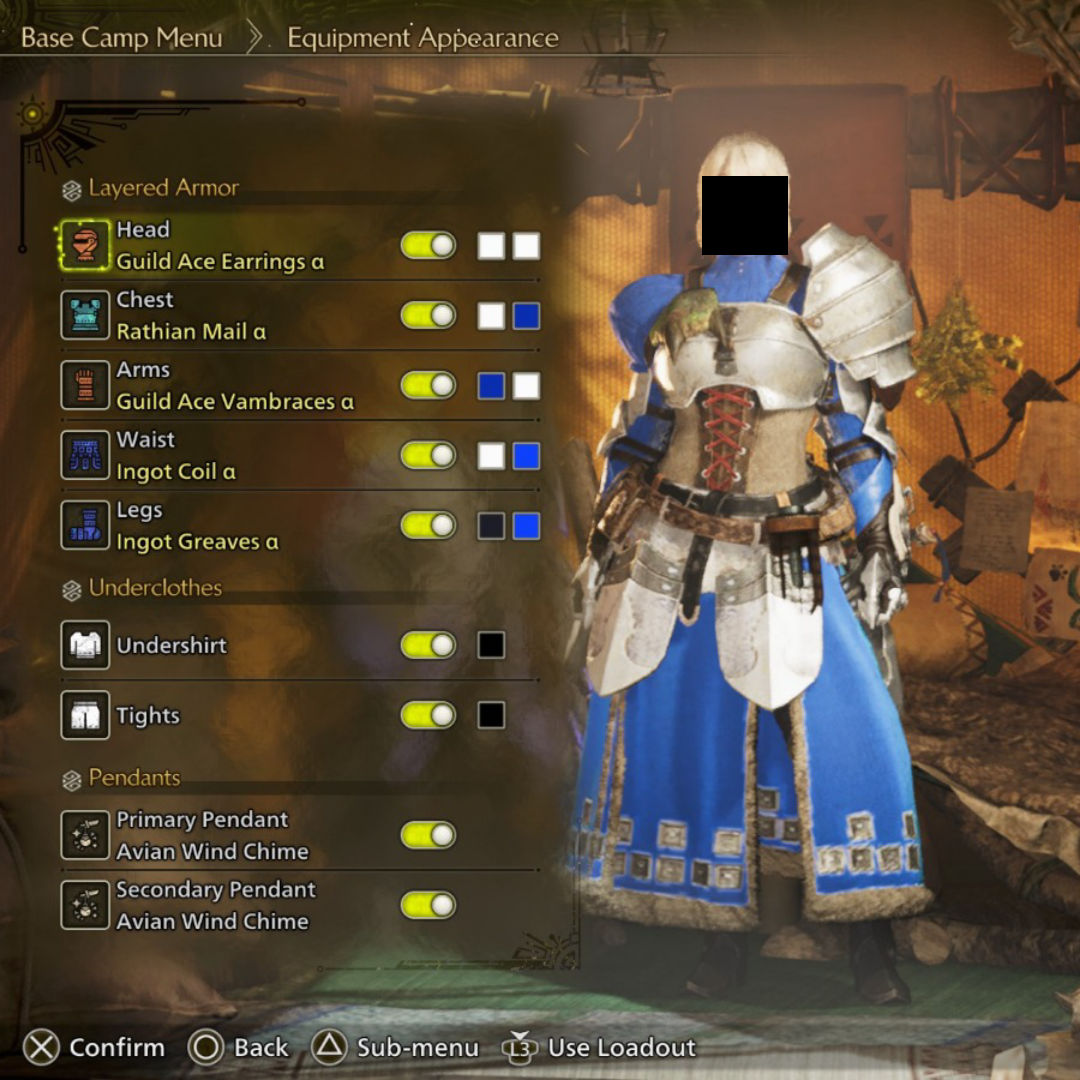 Base Camp Menu
Equipment Appearance
Layered Armor
Head
Guild Ace Earrings α
Chest
Rathian Mail α
Arms
Guild Ace Vambraces α
Waist
Ingot Coil α
Legs
Ingot Greaves α
Underclothes
Undershirt
Tights
Pendants
Primary Pendant
Avian Wind Chime
Secondary Pendant
Avian Wind Chime
Confirm Back Sub-menu L3 Use Loadout